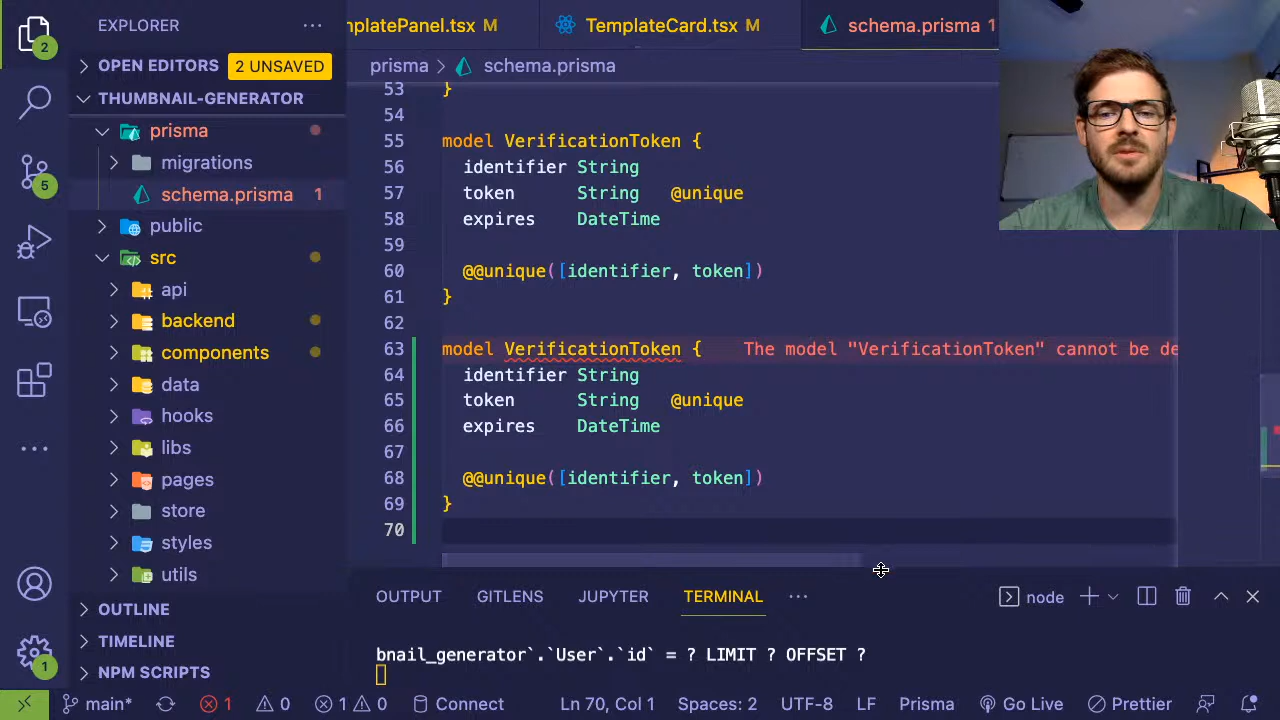 EXPLORER
nplatePanel.tsx M
TemplateCard.tsx M
schema.prisma 1
OPEN EDITORS 2 UNSAVED
THUMBNAIL-GENERATOR
prisma
migrations
schema.prisma 1
public
src
api
backend
components
data
hooks
libs
pages
store
styles
utils
OUTLINE
TIMELINE
NPM SCRIPTS
2
5
1
prisma > schema.prisma
53 }
54
55 model VerificationToken {
56 identifier String
57 token String @unique
58 expires DateTime
59
60 @@unique([identifier, token])
61 }
62
63 model VerificationToken { The model "VerificationToken" cannot be de
64 identifier String
65 token String @unique
66 expires DateTime
67
68 @@unique([identifier, token])
69 }
70
OUTPUT GITLENS JUPYTER TERMINAL ··· node
bnail_generator`.`User`.`id` = ? LIMIT ? OFFSET ?
main* 1 0 1 0 Connect Ln 70, Col 1 Spaces: 2 UTF-8 LF Prisma Go Live Prettier